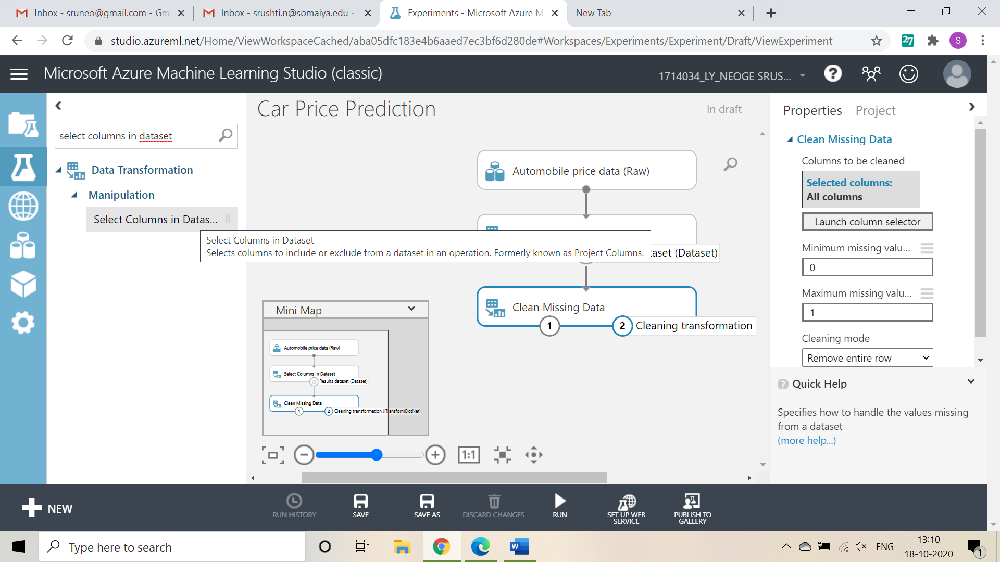 Inbox - sruneo@gmail.com - Gm
Inbox - srushti.n@somaiya.edu -
Experiments - Microsoft Azure M
New Tab
studio.azureml.net/Home/ViewWorkspaceCached/aba05dfc183e4b6aaed7ec3bf6d280de#Workspaces/Experiments/Experiment/Draft/ViewExperiment
27
S
Microsoft Azure Machine Learning Studio (classic)
1714034_LY_NEOGE SRUS...
?
Car Price Prediction
In draft
Properties
Project
select columns in dataset
Data Transformation
Manipulation
Select Columns in Datas...
Select Columns in Dataset
Selects columns to include or exclude from a dataset in an operation. Formerly known as Project Columns.
Automobile price data (Raw)
taset (Dataset)
Clean Missing Data
1
2
Cleaning transformation
Mini Map
Automobile price data (Raw)
Select Columns in Dataset
Results dataset (Dataset)
Clean Missing Data
1
2
Cleaning transformation (ITransformDotNet)
1:1
Clean Missing Data
Columns to be cleaned
Selected columns:
All columns
Launch column selector
Minimum missing valu...
0
Maximum missing valu...
1
Cleaning mode
Remove entire row
? Quick Help
Specifies how to handle the values missing
from a dataset
(more help...)
NEW
RUN HISTORY
SAVE
SAVE AS
DISCARD CHANGES
RUN
SET UP WEB
SERVICE
PUBLISH TO
GALLERY
Type here to search
W
ENG
13:10
18-10-2020
1